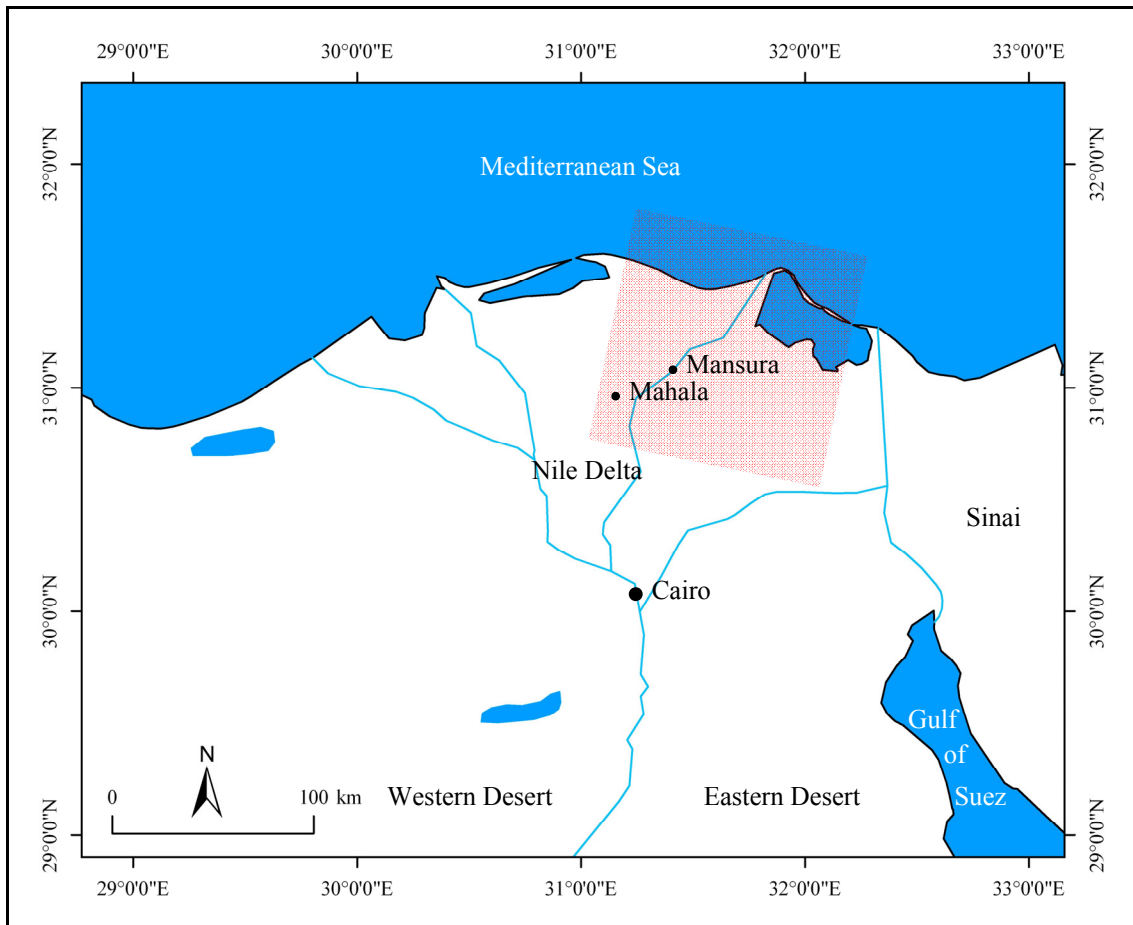 29°0'0"E 30°0'0"E 31°0'0"E 32°0'0"E 33°0'0"E
32°0'0"N 32°0'0"N
Mediterranean Sea
Mansura
31°0'0"N Mahala 31°0'0"N
Nile Delta
Sinai
Cairo
30°0'0"N 30°0'0"N
Gulf
of
Suez
N
0 100 km
Western Desert
Eastern Desert
29°0'0"N 29°0'0"N
29°0'0"E 30°0'0"E 31°0'0"E 32°0'0"E 33°0'0"E